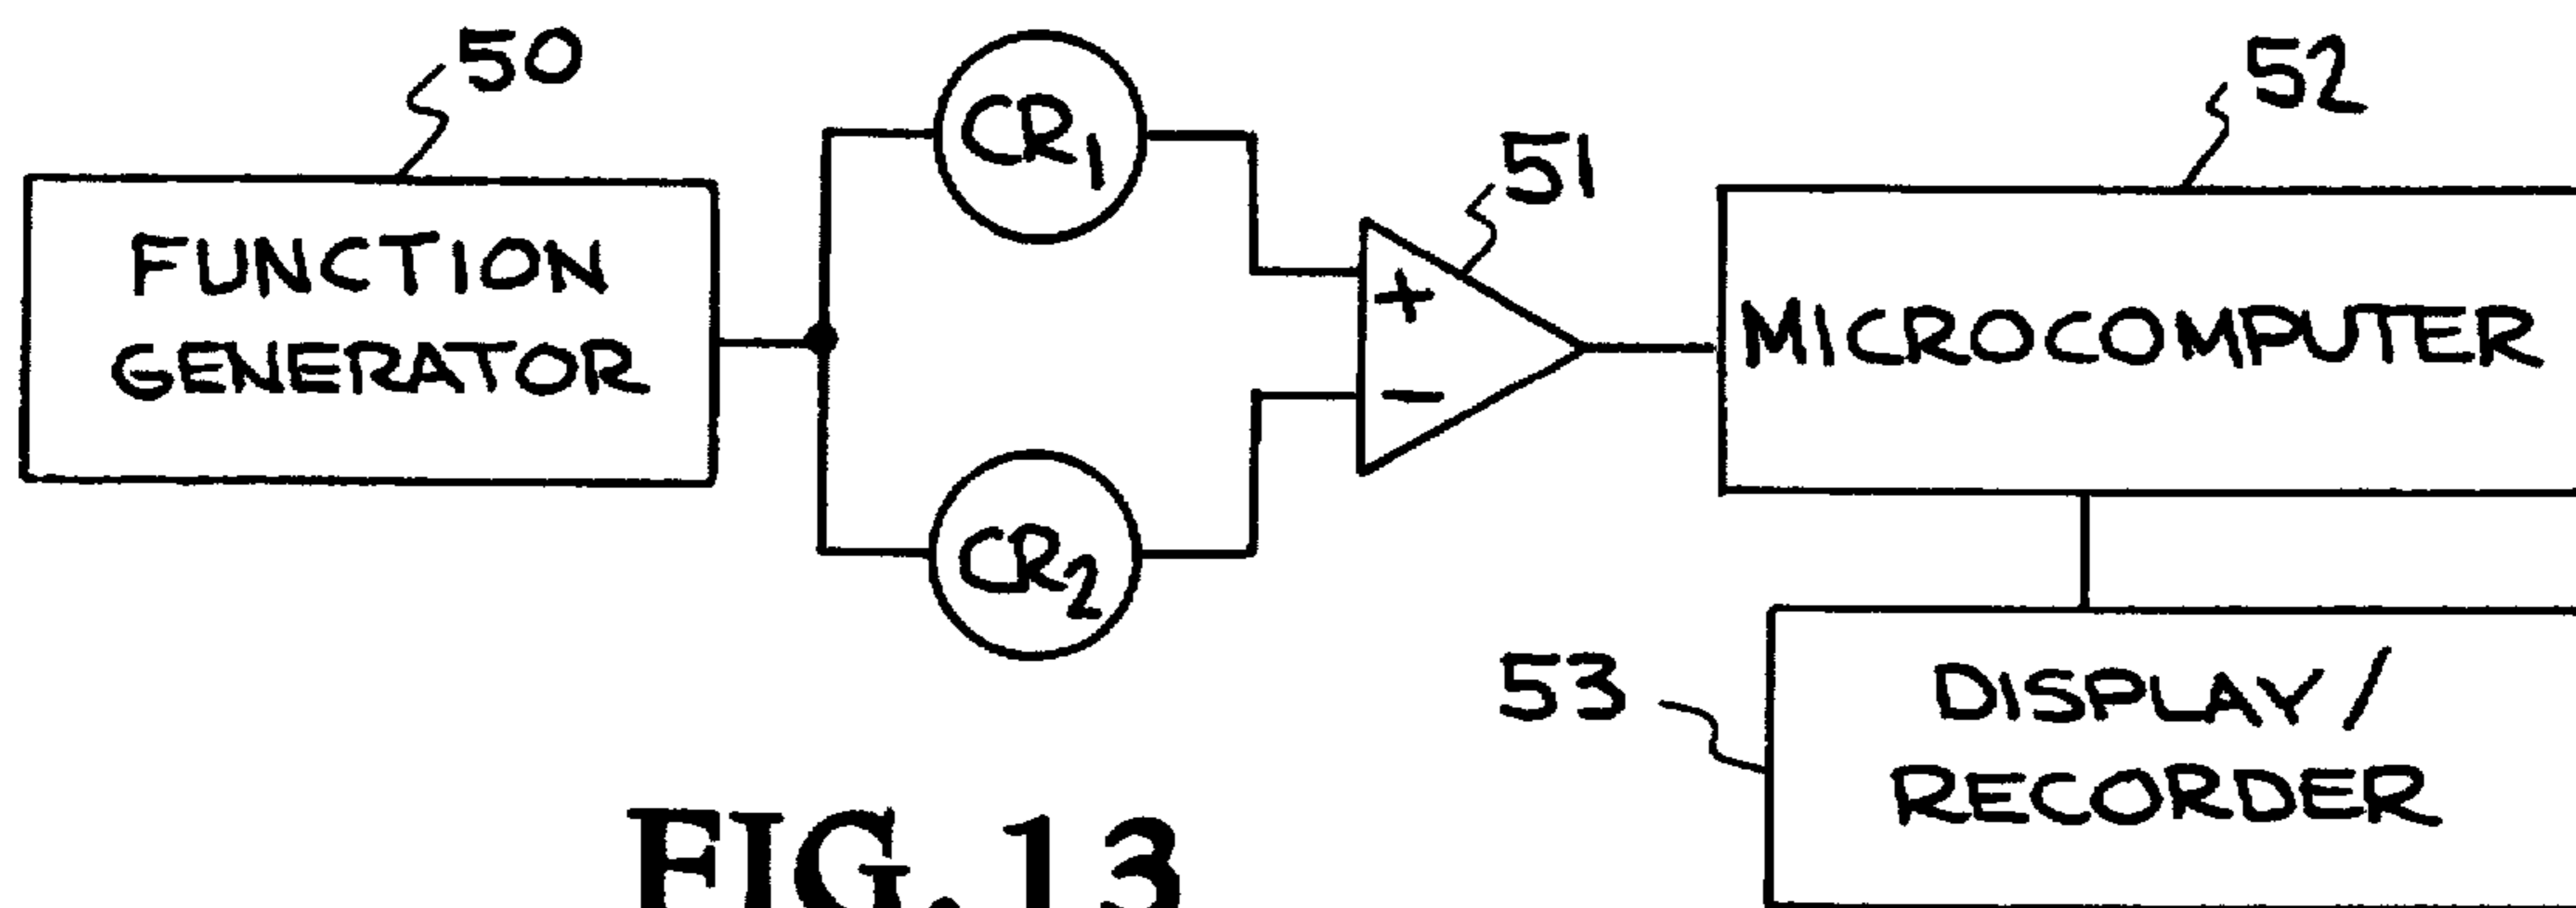 50
FUNCTION
GENERATOR
CR1
CR2
51
+
−
52
MICROCOMPUTER
53
DISPLAY /
RECORDER
FIG. 13